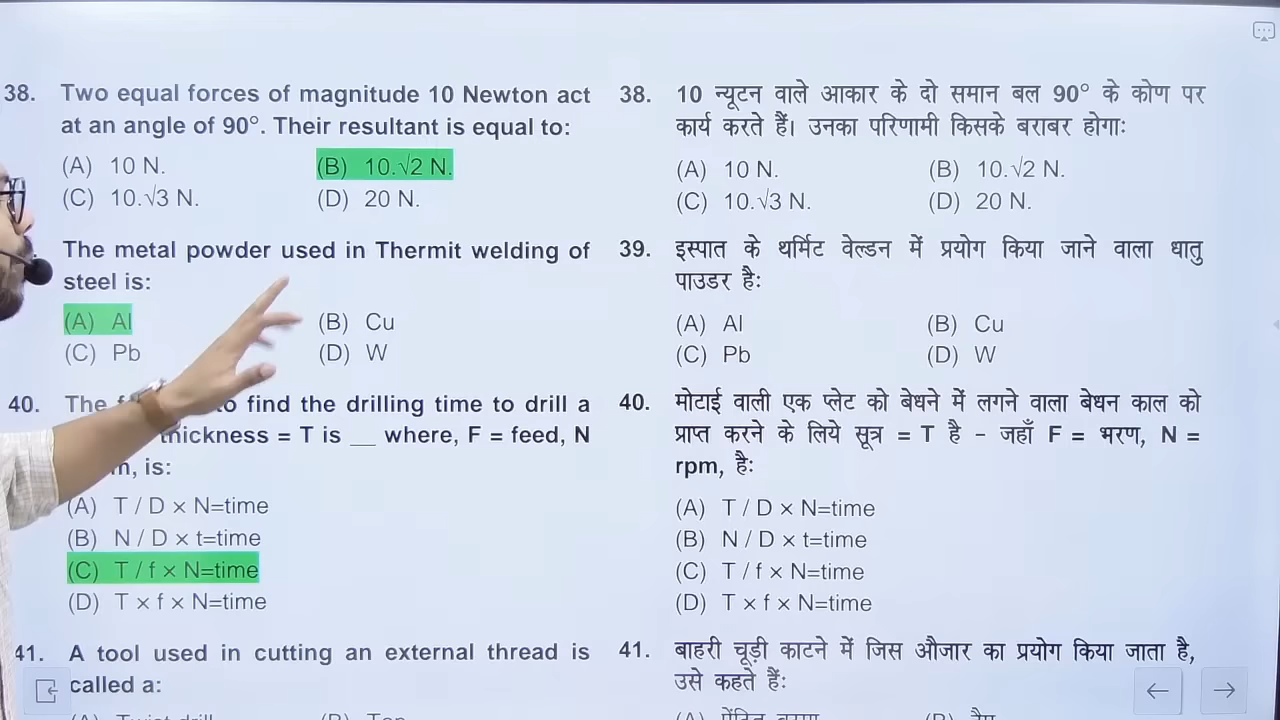 38. Two equal forces of magnitude 10 Newton act
at an angle of 90°. Their resultant is equal to:
(A) 10 N. (B) 10.√2 N.
(C) 10.√3 N. (D) 20 N.
The metal powder used in Thermit welding of
steel is:
(A) Al (B) Cu
(C) Pb (D) W
40. The to find the drilling time to drill a
thickness = T is __ where, F = feed, N
is:
(A) T / D × N=time
(B) N / D × t=time
(C) T / f × N=time
(D) T × f × N=time
41. A tool used in cutting an external thread is
called a:
38. 10 न्यूटन वाले आकार के दो समान बल 90° के कोण पर
कार्य करते हैं। उनका परिणामी किसके बराबर होगाः
(A) 10 N. (B) 10.√2 N.
(C) 10.√3 N. (D) 20 N.
39. इस्पात के थर्मिट वेल्डन में प्रयोग किया जाने वाला धातु
पाउडर हैः
(A) Al (B) Cu
(C) Pb (D) W
40. मोटाई वाली एक प्लेट को बेधने में लगने वाला बेधन काल को
प्राप्त करने के लिये सूत्र = T है – जहाँ F = भरण, N =
rpm, हैः
(A) T / D × N=time
(B) N / D × t=time
(C) T / f × N=time
(D) T × f × N=time
41. बाहरी चूड़ी काटने में जिस औजार का प्रयोग किया जाता है,
उसे कहते हैंः